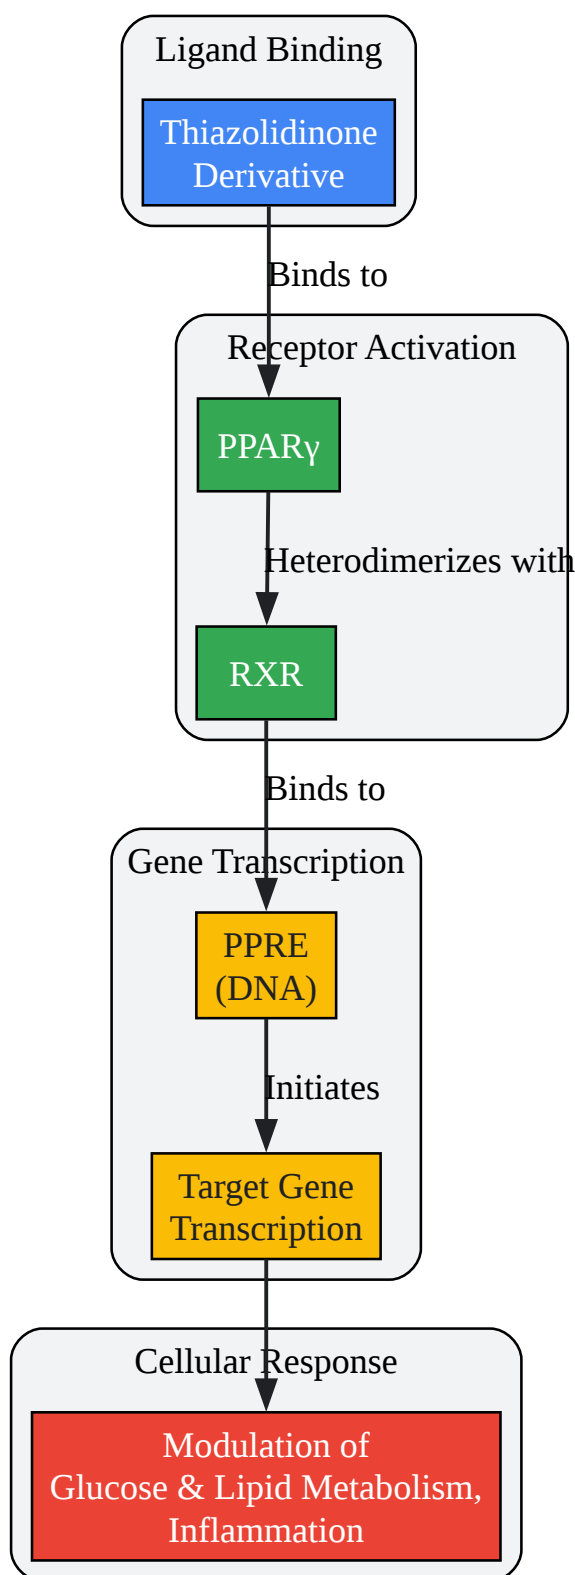 Ligand Binding
Thiazolidinone
Derivative
Binds to
Receptor Activation
PPARγ
Heterodimerizes with
RXR
Binds to
Gene Transcription
PPRE
(DNA)
Initiates
Target Gene
Transcription
Cellular Response
Modulation of
Glucose & Lipid Metabolism,
Inflammation